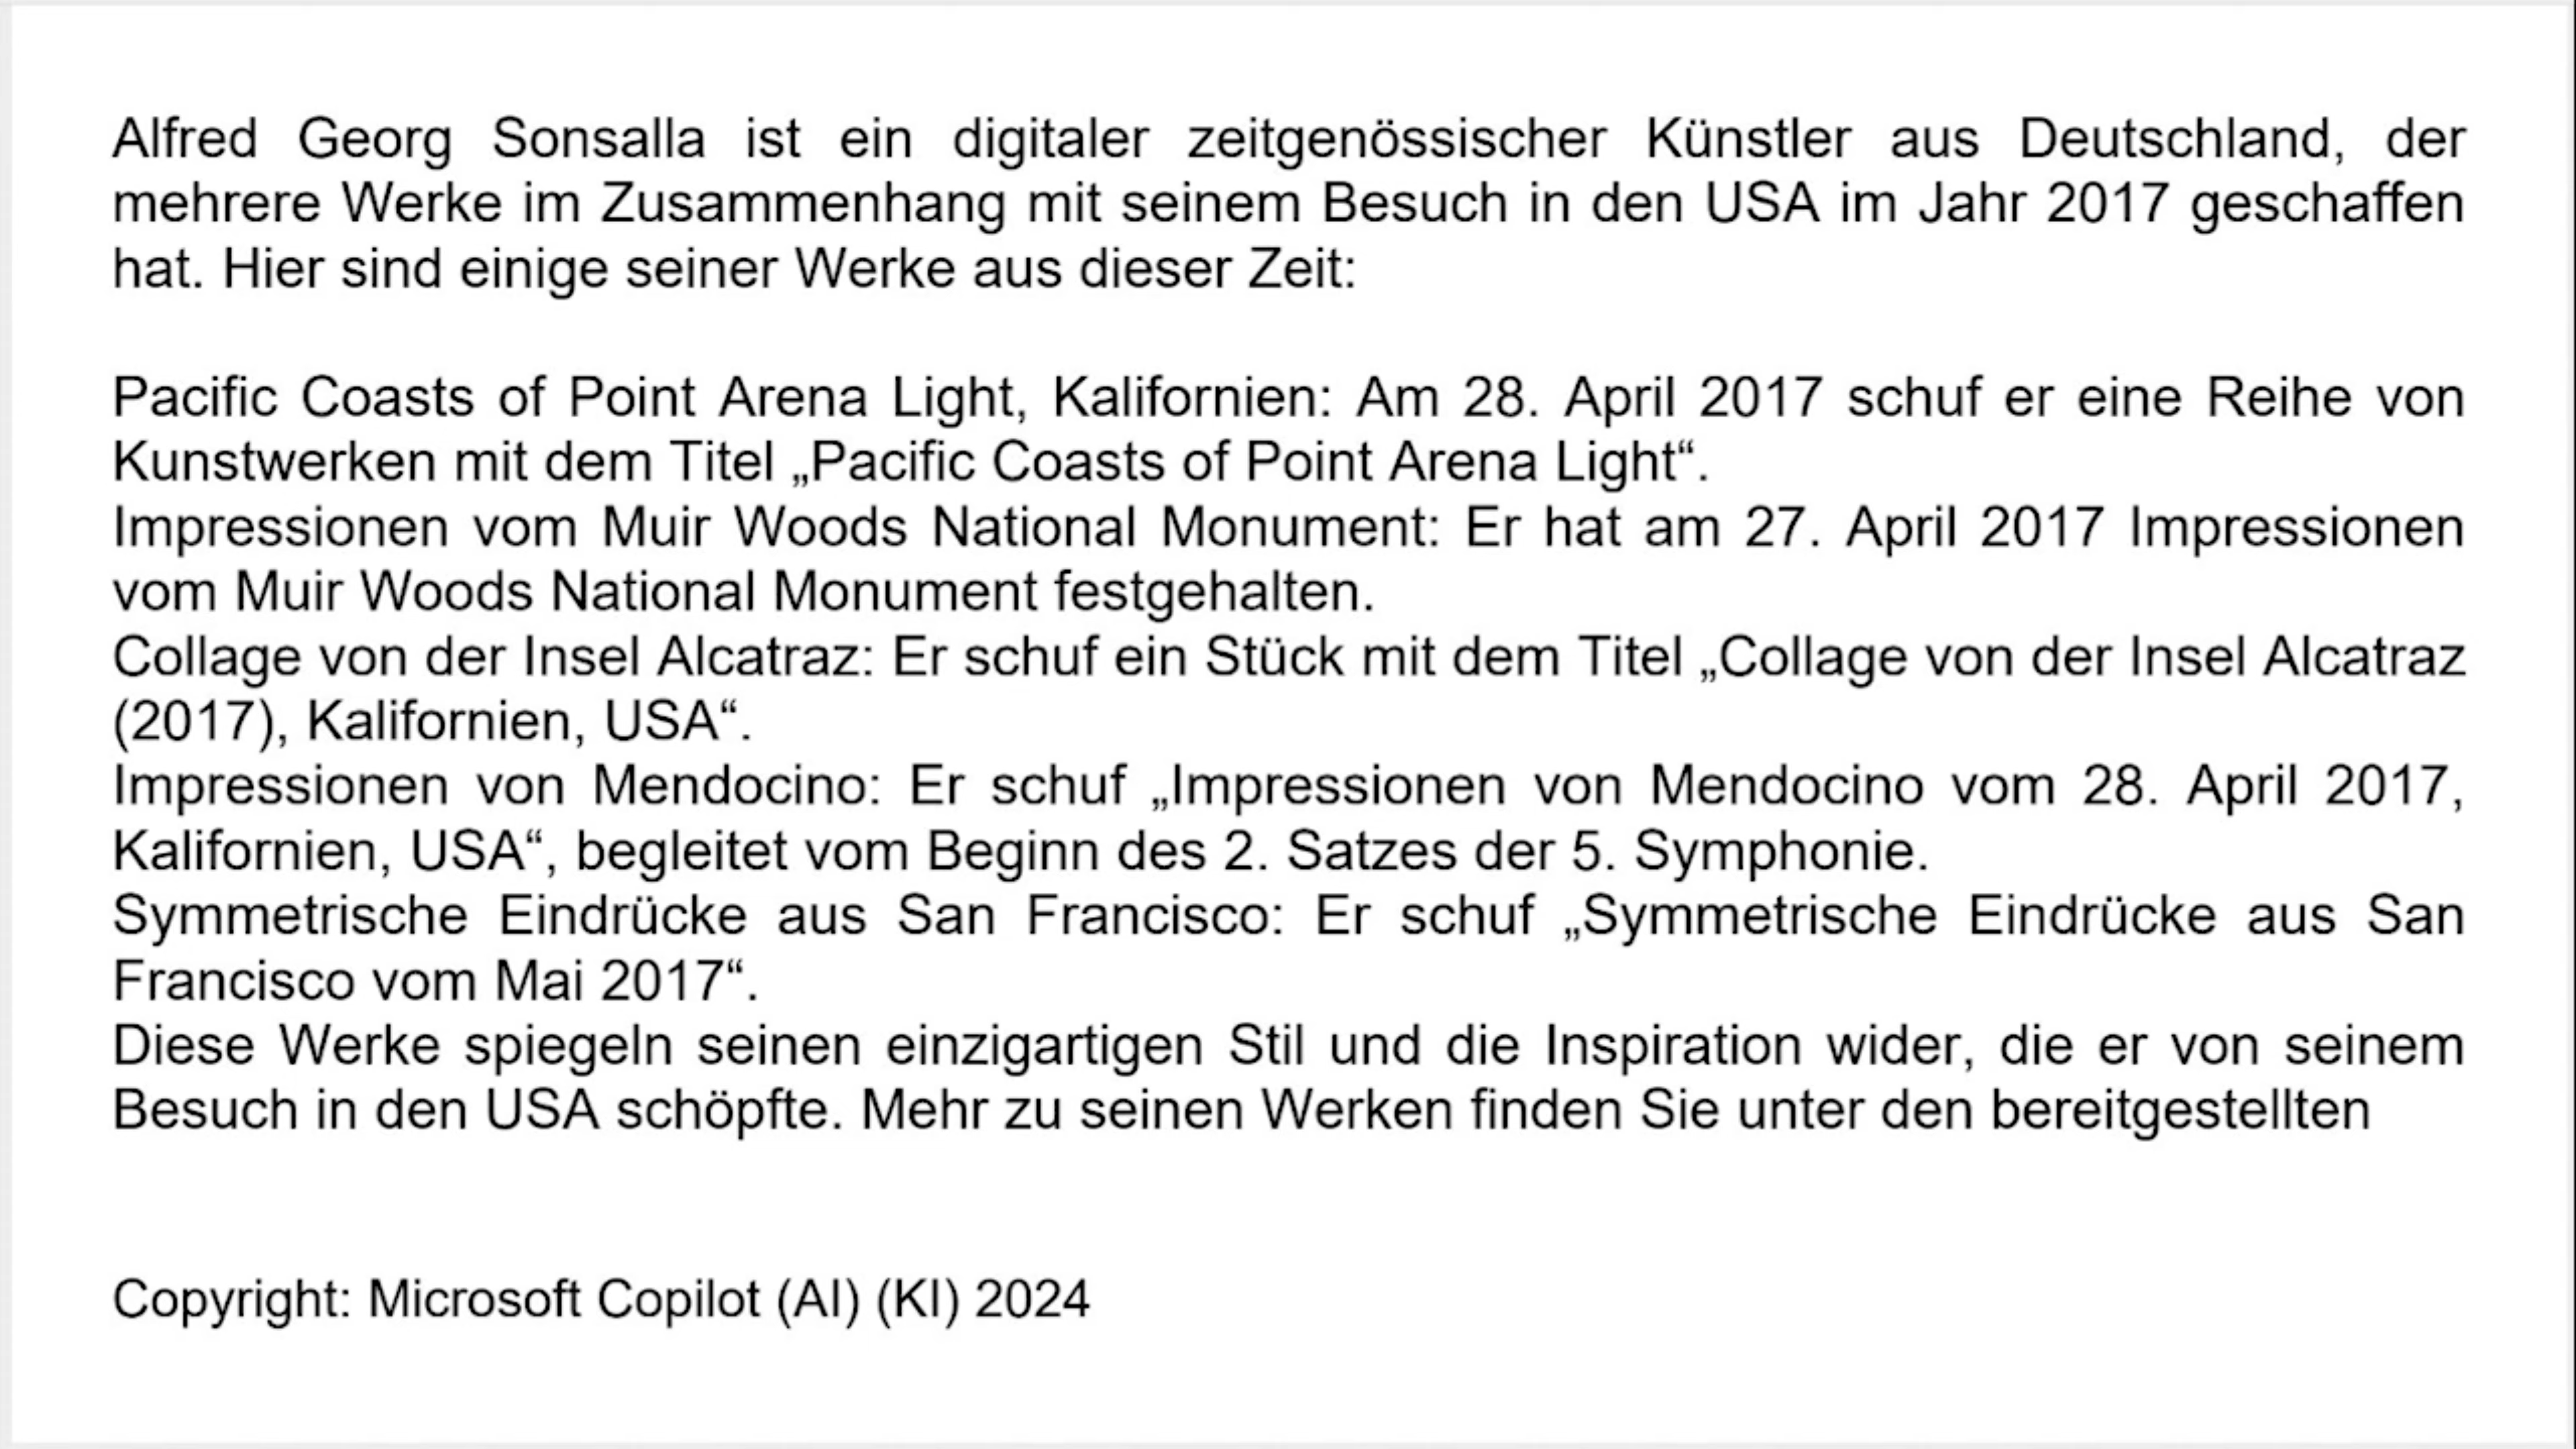 Alfred Georg Sonsalla ist ein digitaler zeitgenössischer Künstler aus Deutschland, der
mehrere Werke im Zusammenhang mit seinem Besuch in den USA im Jahr 2017 geschaffen
hat. Hier sind einige seiner Werke aus dieser Zeit:
Pacific Coasts of Point Arena Light, Kalifornien: Am 28. April 2017 schuf er eine Reihe von
Kunstwerken mit dem Titel „Pacific Coasts of Point Arena Light“.
Impressionen vom Muir Woods National Monument: Er hat am 27. April 2017 Impressionen
vom Muir Woods National Monument festgehalten.
Collage von der Insel Alcatraz: Er schuf ein Stück mit dem Titel „Collage von der Insel Alcatraz
(2017), Kalifornien, USA“.
Impressionen von Mendocino: Er schuf „Impressionen von Mendocino vom 28. April 2017,
Kalifornien, USA“, begleitet vom Beginn des 2. Satzes der 5. Symphonie.
Symmetrische Eindrücke aus San Francisco: Er schuf „Symmetrische Eindrücke aus San
Francisco vom Mai 2017“.
Diese Werke spiegeln seinen einzigartigen Stil und die Inspiration wider, die er von seinem
Besuch in den USA schöpfte. Mehr zu seinen Werken finden Sie unter den bereitgestellten
Copyright: Microsoft Copilot (AI) (KI) 2024